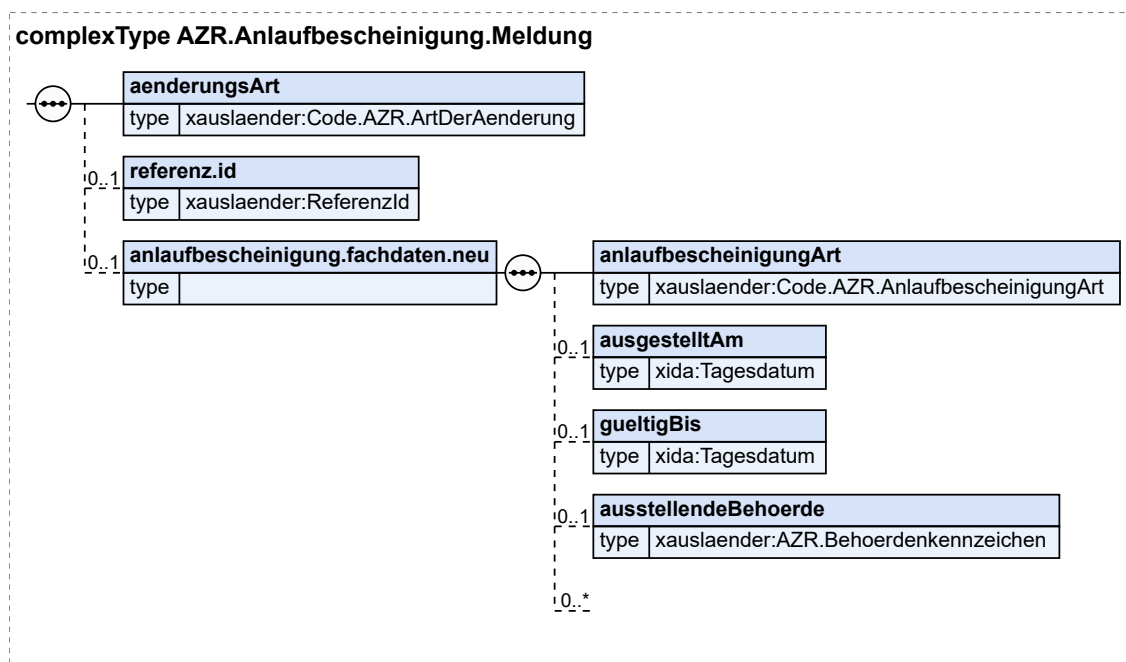 complexType AZR.Anlaufbescheinigung.Meldung
aenderungsArt
type xauslaender:Code.AZR.ArtDerAenderung
0..1 referenz.id
type xauslaender:ReferenzId
0..1 anlaufbescheinigung.fachdaten.neu
type
anlaufbescheinigungArt
type xauslaender:Code.AZR.AnlaufbescheinigungArt
0..1 ausgestelltAm
type xida:Tagesdatum
0..1 gueltigBis
type xida:Tagesdatum
0..1 ausstellendeBehoerde
type xauslaender:AZR.Behoerdenkennzeichen
0..*